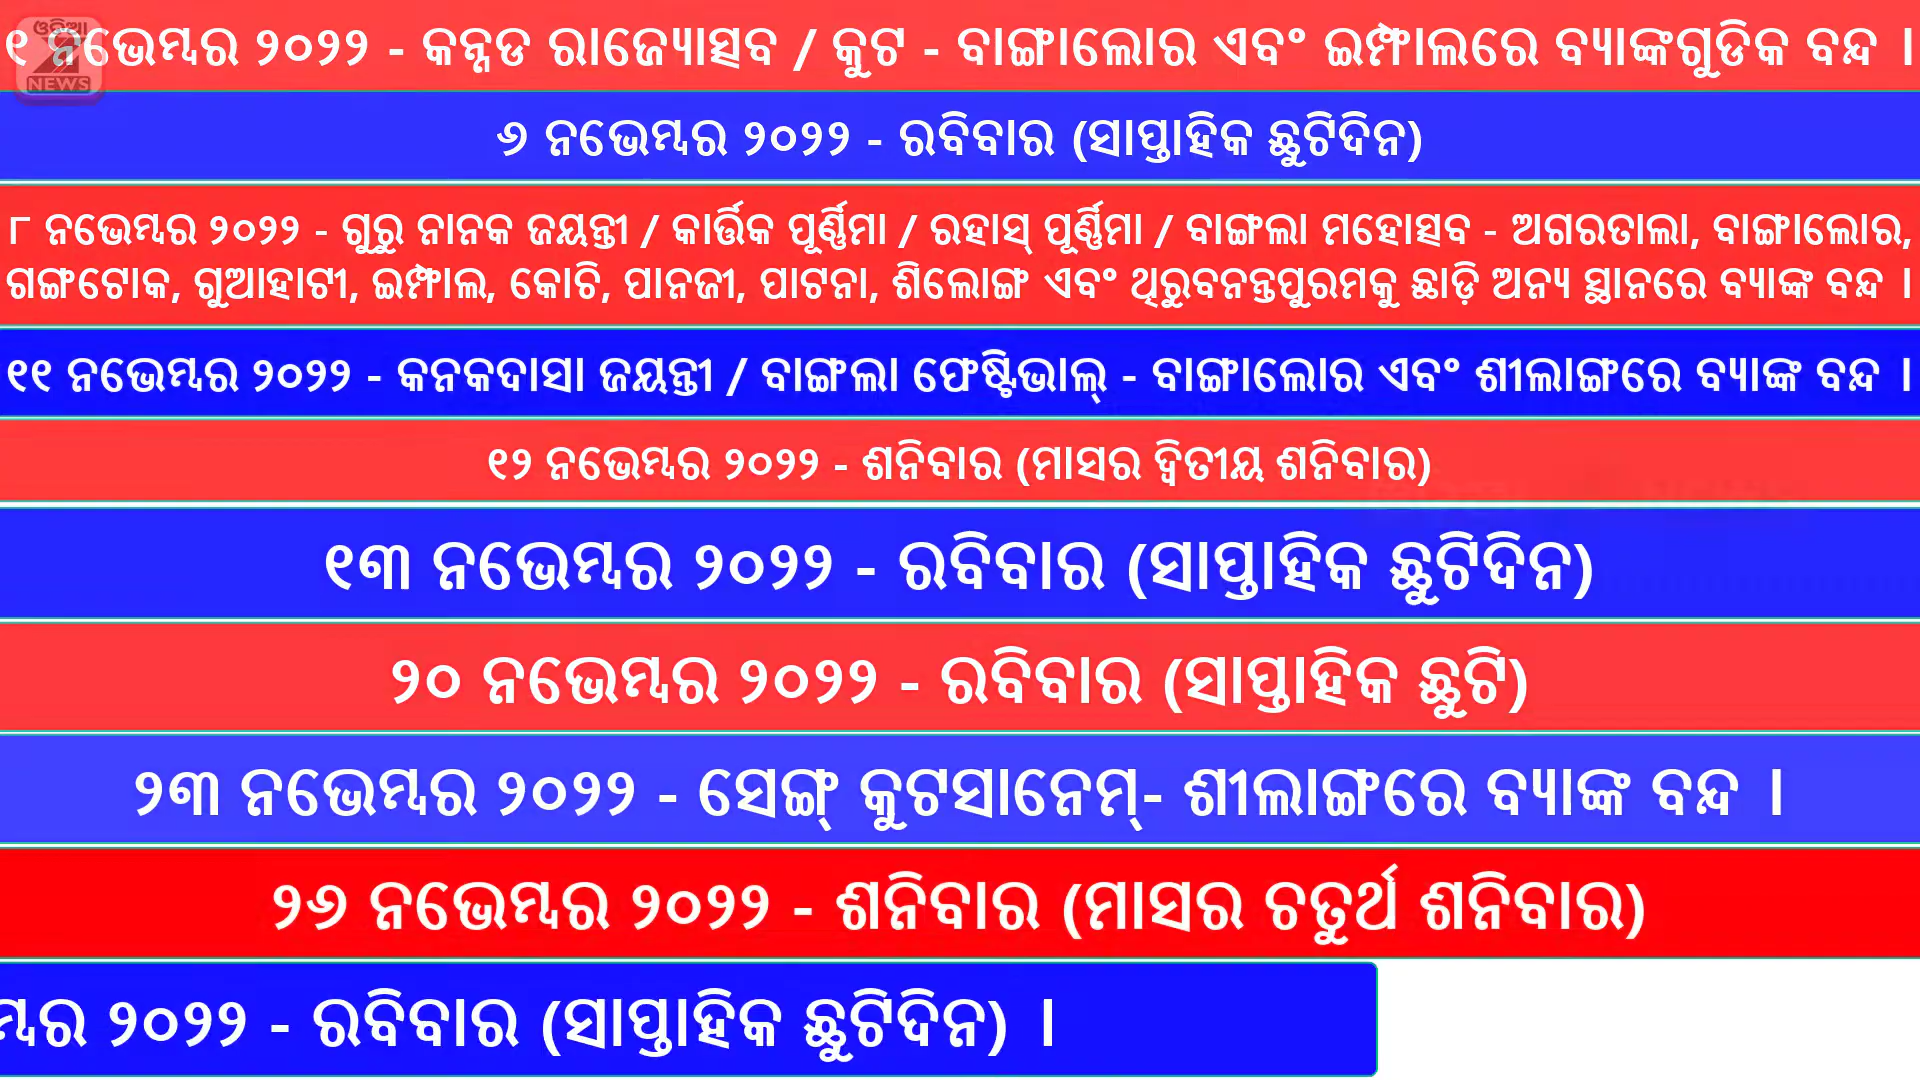 ଓଡ଼ିଆ
NEWS
୧ ନଭେମ୍ବର ୨୦୨୨ - କନ୍ନଡ ରାଜ୍ୟୋତ୍ସବ / କୁଟ - ବାଙ୍ଗାଲୋର ଏବଂ ଇମ୍ଫାଲରେ ବ୍ୟାଙ୍କଗୁଡିକ ବନ୍ଦ ।
୬ ନଭେମ୍ବର ୨୦୨୨ - ରବିବାର (ସାପ୍ତାହିକ ଛୁଟିଦିନ)
୮ ନଭେମ୍ବର ୨୦୨୨ - ଗୁରୁ ନାନକ ଜୟନ୍ତୀ / କାର୍ତ୍ତିକ ପୂର୍ଣ୍ଣିମା / ରହାସ୍ ପୂର୍ଣ୍ଣିମା / ବାଙ୍ଗଲା ମହୋତ୍ସବ - ଅଗରତାଲା, ବାଙ୍ଗାଲୋର,
ଗଙ୍ଗଟୋକ, ଗୁଆହାଟୀ, ଇମ୍ଫାଲ, କୋଚି, ପାନଜୀ, ପାଟନା, ଶିଲୋଙ୍ଗ ଏବଂ ଥିରୁବନନ୍ତପୁରମକୁ ଛାଡ଼ି ଅନ୍ୟ ସ୍ଥାନରେ ବ୍ୟାଙ୍କ ବନ୍ଦ ।
୧୧ ନଭେମ୍ବର ୨୦୨୨ - କନକଦାସା ଜୟନ୍ତୀ / ବାଙ୍ଗଲା ଫେଷ୍ଟିଭାଲ୍ - ବାଙ୍ଗାଲୋର ଏବଂ ଶୀଲାଙ୍ଗରେ ବ୍ୟାଙ୍କ ବନ୍ଦ ।
୧୨ ନଭେମ୍ବର ୨୦୨୨ - ଶନିବାର (ମାସର ଦ୍ୱିତୀୟ ଶନିବାର)
୧୩ ନଭେମ୍ବର ୨୦୨୨ - ରବିବାର (ସାପ୍ତାହିକ ଛୁଟିଦିନ)
୨୦ ନଭେମ୍ବର ୨୦୨୨ - ରବିବାର (ସାପ୍ତାହିକ ଛୁଟି)
୨୩ ନଭେମ୍ବର ୨୦୨୨ - ସେଙ୍ଗ୍ କୁଟସାନେମ୍- ଶୀଲାଙ୍ଗରେ ବ୍ୟାଙ୍କ ବନ୍ଦ ।
୨୬ ନଭେମ୍ବର ୨୦୨୨ - ଶନିବାର (ମାସର ଚତୁର୍ଥ ଶନିବାର)
ମ୍ବର ୨୦୨୨ - ରବିବାର (ସାପ୍ତାହିକ ଛୁଟିଦିନ) ।